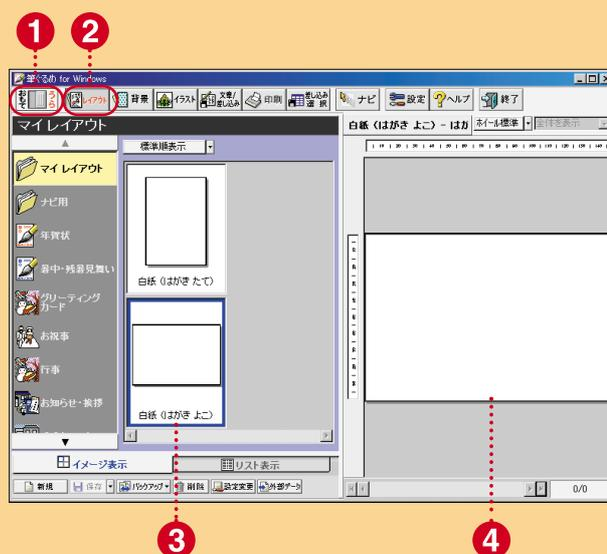 1 2
筆ぐるめ for Windows
おもて うら レイアウト 背景 イラスト 文章/差し込み 印刷 差し込み選択 ナビ 設定 ?ヘルプ 終了
マイレイアウト
白紙 (はがき よこ) - はが ホイール標準 全体を表示
標準順表示
マイ レイアウト
ナビ用
年賀状
暑中・残暑見舞い
グリーティングカード
お祝事
行事
お知らせ・挨拶
白紙 (はがき たて)
白紙 (はがき よこ)
イメージ表示 リスト表示
新規 保存 バックアップ 削除 設定変更 外部データ
0/0
3 4